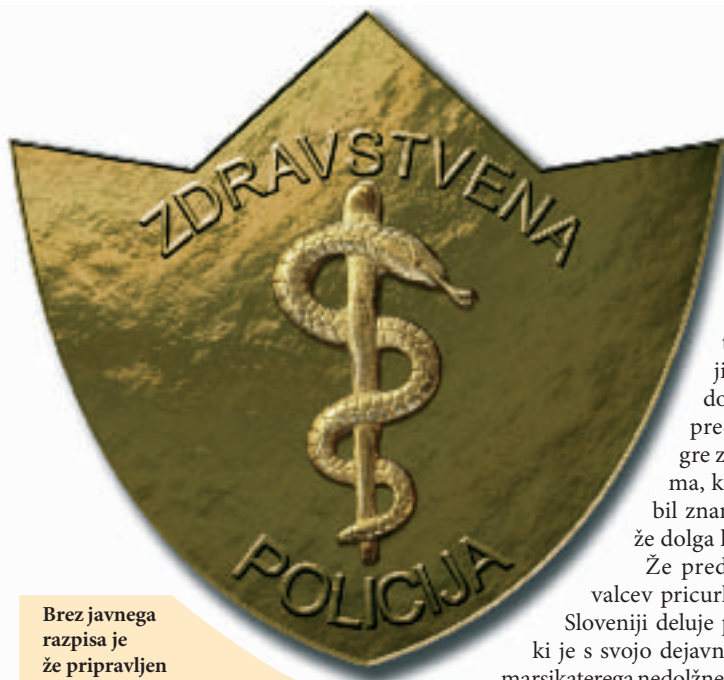 ZDRAVSTVENA
POLICIJA
Brez javnega
razpisa je
že pripravljen
ji
do
pre
gre z
ma, k
bil znan
že dolga l
Že pred
valcev pricurl
Sloveniji deluje p
ki je s svojo dejavn
marsikaterega nedolžne